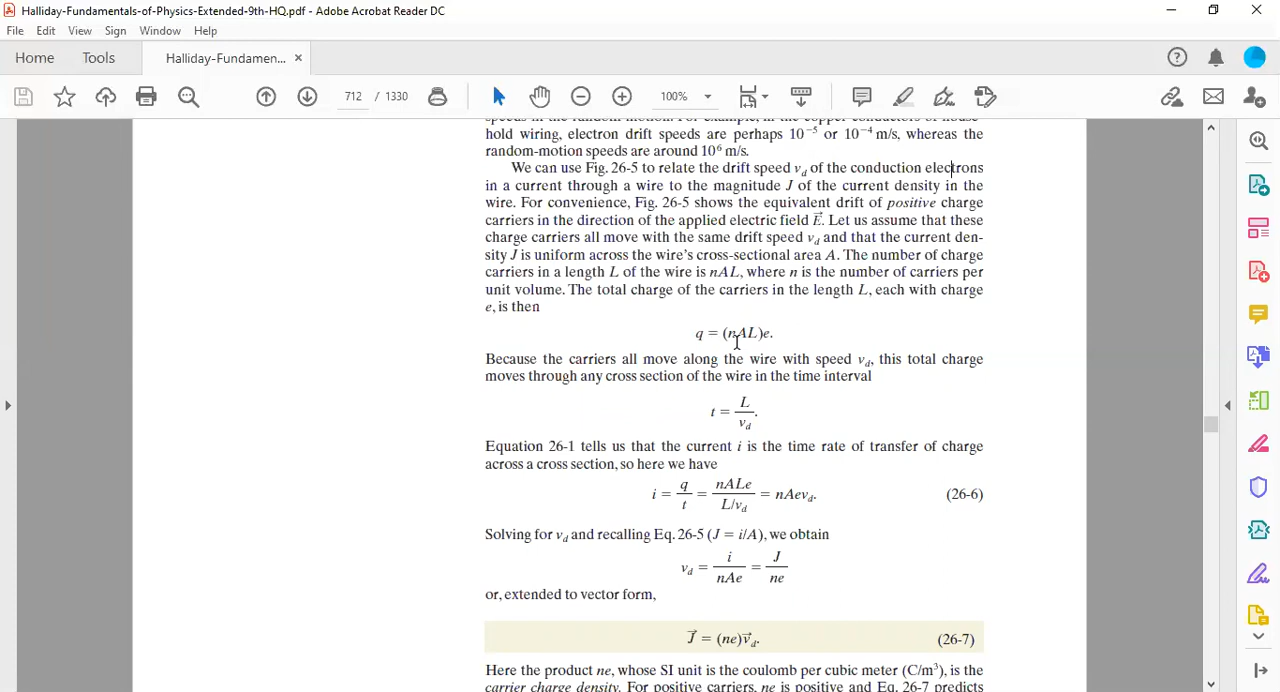 Halliday-Fundamentals-of-Physics-Extended-9th-HQ.pdf - Adobe Acrobat Reader DC
File Edit View Sign Window Help
Home Tools Halliday-Fundamen... ×
712 / 1330 100%
speeds in the random motion. For example, in the copper conductors of house-
hold wiring, electron drift speeds are perhaps 10⁻⁵ or 10⁻⁴ m/s, whereas the
random-motion speeds are around 10⁶ m/s.
We can use Fig. 26-5 to relate the drift speed v_d of the conduction electrons
in a current through a wire to the magnitude J of the current density in the
wire. For convenience, Fig. 26-5 shows the equivalent drift of positive charge
carriers in the direction of the applied electric field E⃗. Let us assume that these
charge carriers all move with the same drift speed v_d and that the current den-
sity J is uniform across the wire's cross-sectional area A. The number of charge
carriers in a length L of the wire is nAL, where n is the number of carriers per
unit volume. The total charge of the carriers in the length L, each with charge
e, is then
q = (nAL)e.
Because the carriers all move along the wire with speed v_d, this total charge
moves through any cross section of the wire in the time interval
t = L/v_d.
Equation 26-1 tells us that the current i is the time rate of transfer of charge
across a cross section, so here we have
i = q/t = nALe/(L/v_d) = nAev_d. (26-6)
Solving for v_d and recalling Eq. 26-5 (J = i/A), we obtain
v_d = i/nAe = J/ne
or, extended to vector form,
J⃗ = (ne)v⃗_d. (26-7)
Here the product ne, whose SI unit is the coulomb per cubic meter (C/m³), is the
carrier charge density. For positive carriers, ne is positive and Eq. 26-7 predicts